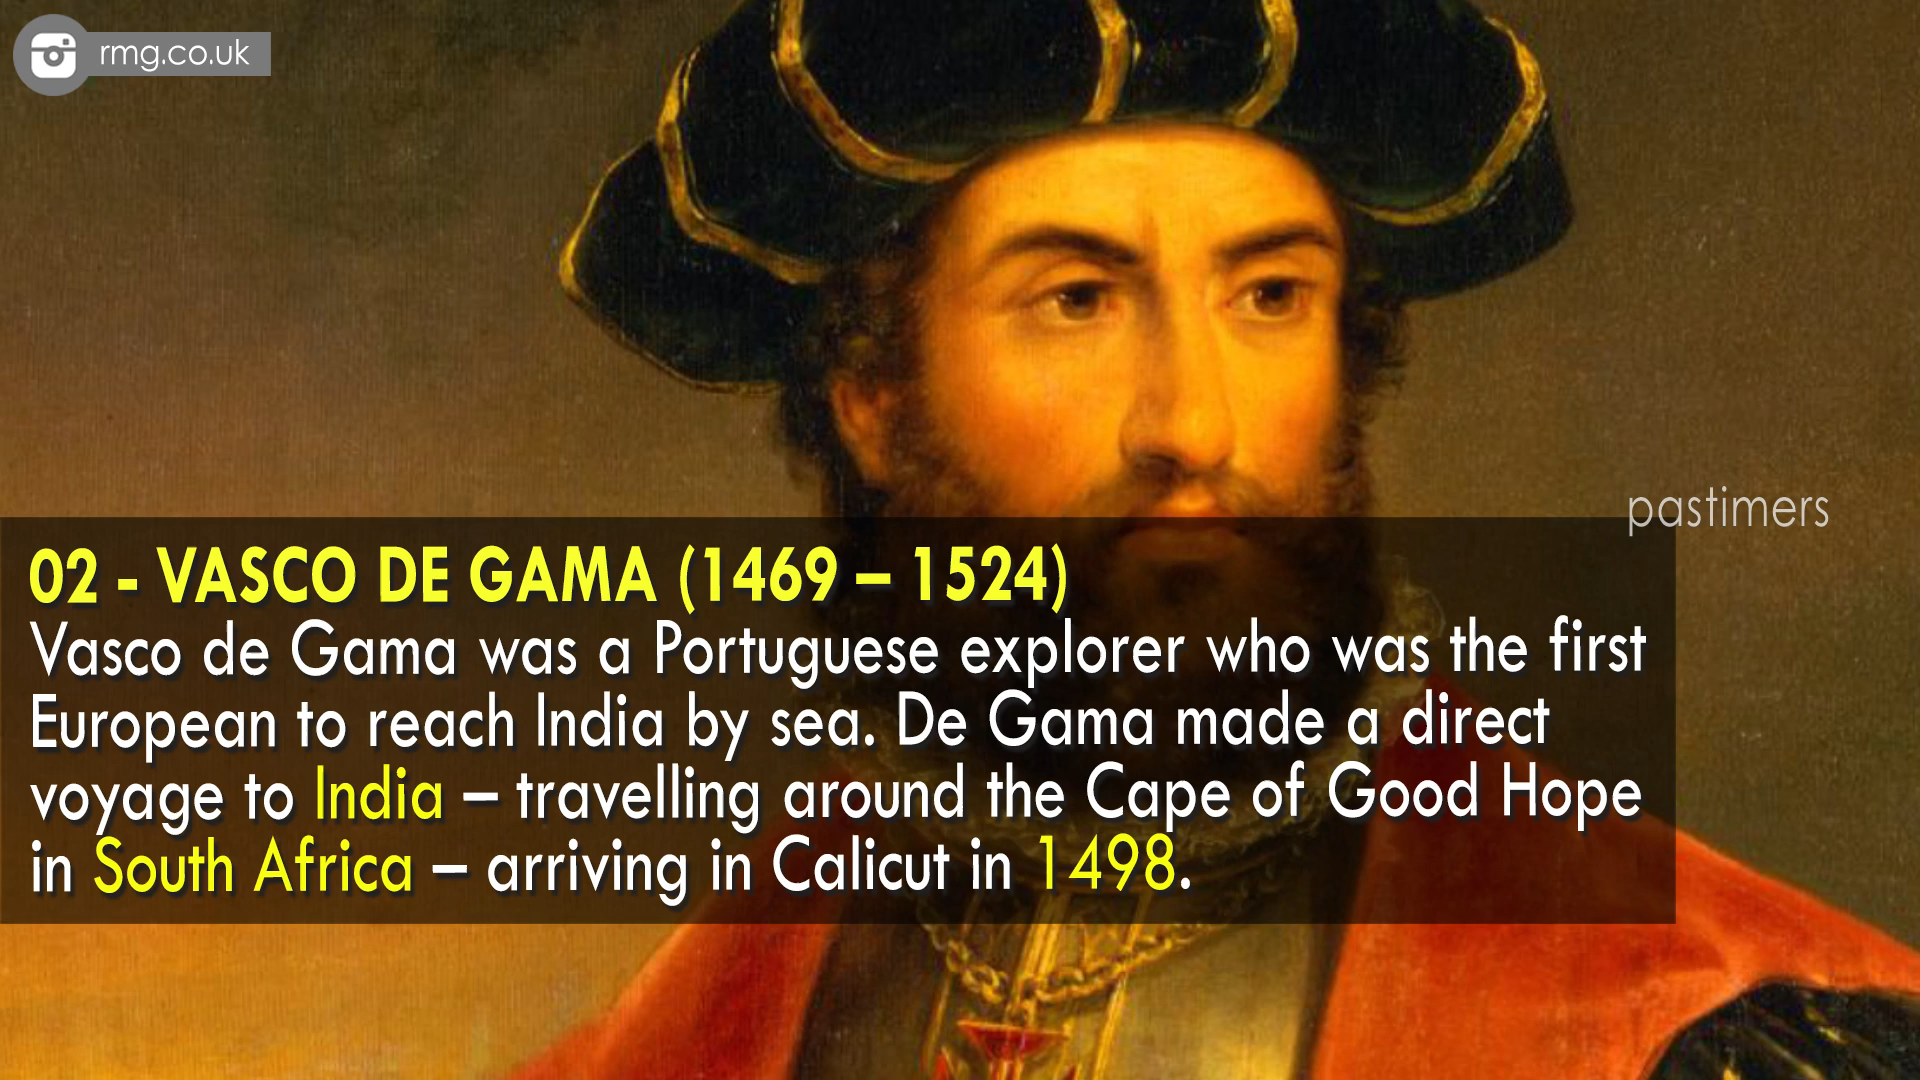 rmg.co.uk
pastimers
02 - VASCO DE GAMA (1469 – 1524)
Vasco de Gama was a Portuguese explorer who was the first
European to reach India by sea. De Gama made a direct
voyage to India – travelling around the Cape of Good Hope
in South Africa – arriving in Calicut in 1498.